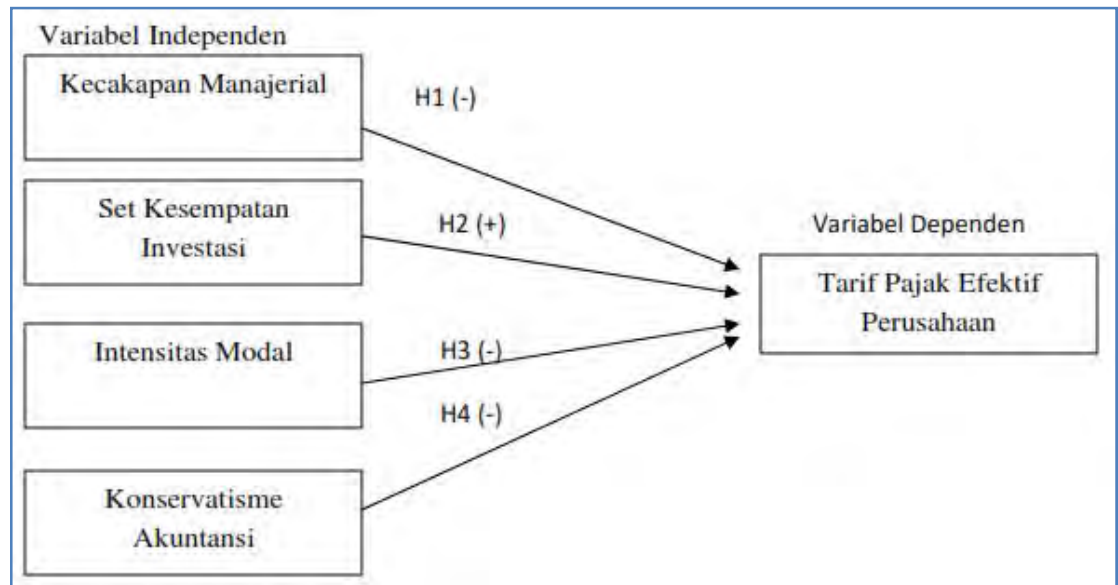 Variabel Independen
Kecakapan Manajerial
H1 (-)
Set Kesempatan
Investasi
H2 (+)
Variabel Dependen
Tarif Pajak Efektif
Perusahaan
Intensitas Modal
H3 (-)
H4 (-)
Konservatisme
Akuntansi